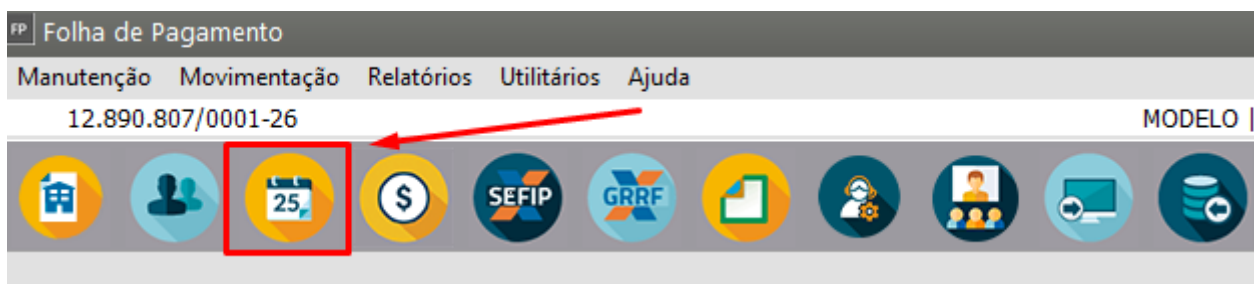 FP Folha de Pagamento
Manutenção Movimentação Relatórios Utilitários Ajuda
12.890.807/0001-26 MODELO |
25 $ SEFIP GRRF